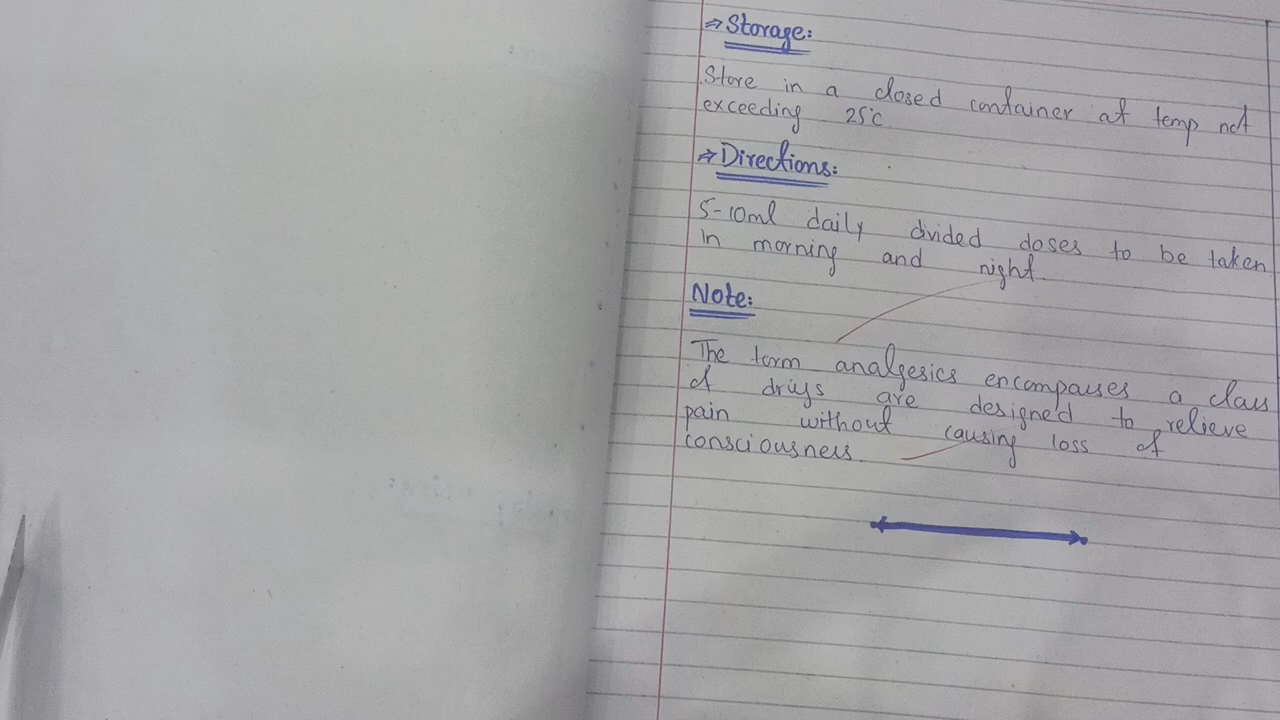 ⇒ Storage:
Store in a closed container at temp not
exceeding 25°C
⇒ Directions:
5-10ml daily divided doses to be taken
in morning and night
Note:
The term analgesics encompasses a class
of drugs are designed to relieve
pain without causing loss of
consciousness